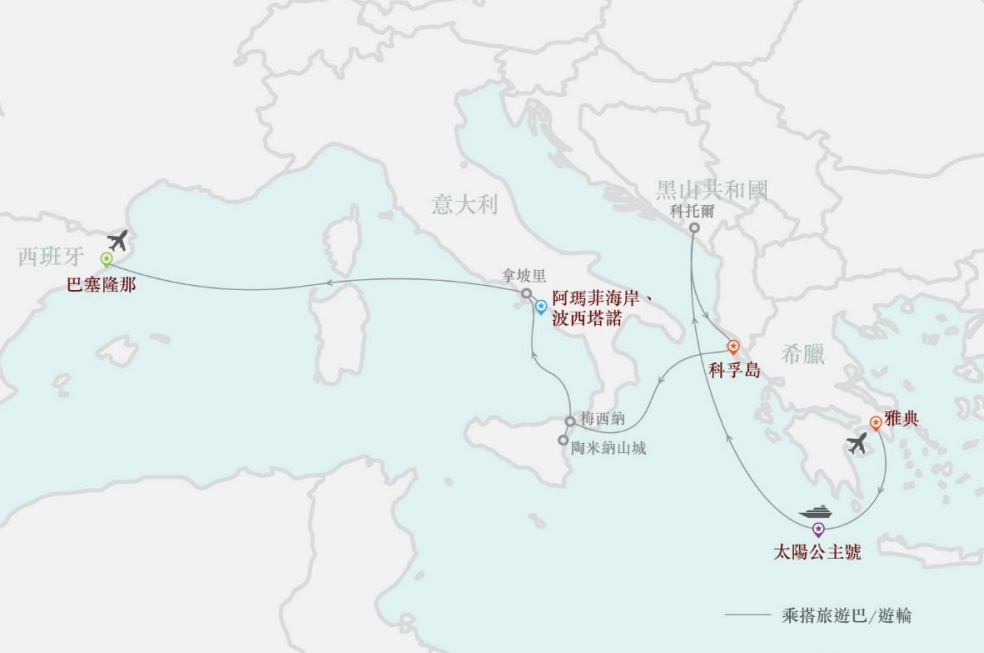 黑山共和國
意大利
科托爾
西班牙
拿坡里
巴塞隆那
阿瑪菲海岸、
波西塔諾
希臘
科孚島
梅西納
雅典
陶米納山城
太陽公主號
乘搭旅遊巴/遊輪